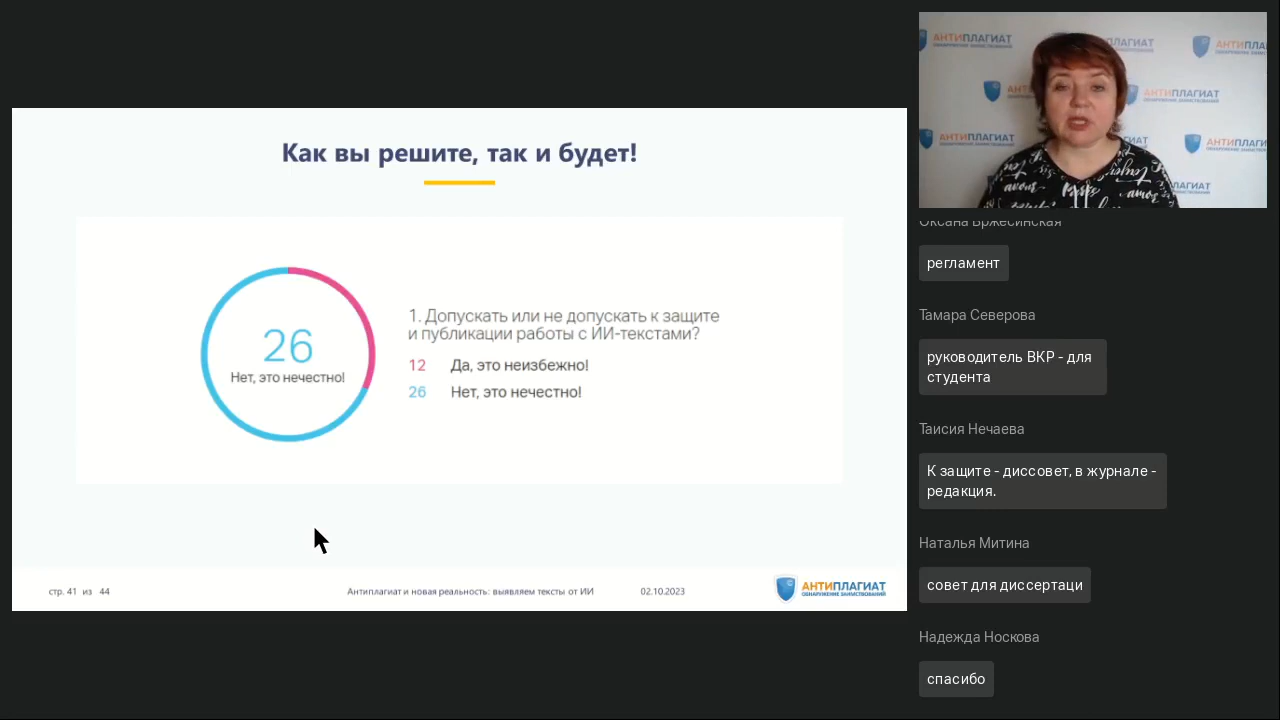 Как вы решите, так и будет!
26
Нет, это нечестно!
1. Допускать или не допускать к защите
и публикации работы с ИИ-текстами?
12 Да, это неизбежно!
26 Нет, это нечестно!
стр. 41 из 44
Антиплагиат и новая реальность: выявляем тексты от ИИ
02.10.2023
АНТИПЛАГИАТ
ОБНАРУЖЕНИЕ ЗАИМСТВОВАНИЙ
Оксана Бржесинская
регламент
Тамара Северова
руководитель ВКР - для
студента
Таисия Нечаева
К защите - диссовет, в журнале -
редакция.
Наталья Митина
совет для диссертаци
Надежда Носкова
спасибо